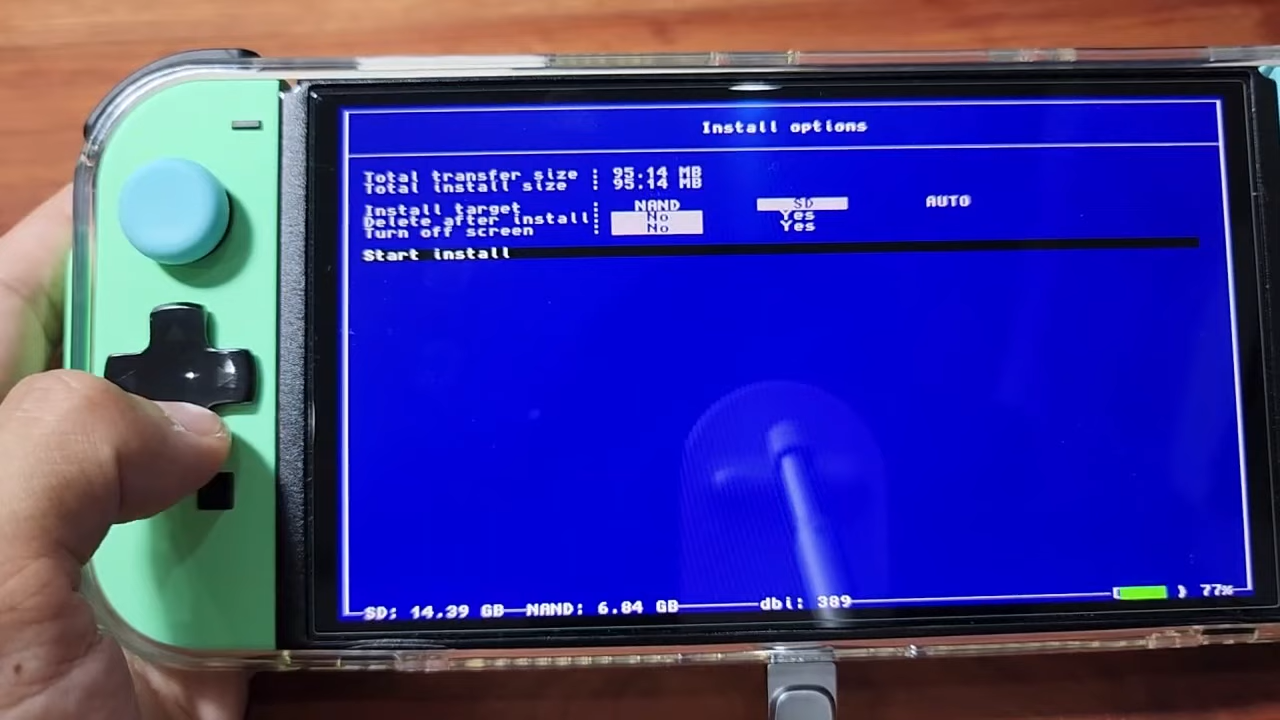 Install options
Total transfer size : 95.14 MB
Total install size : 95.14 MB
Install target : NAND SD AUTO
Delete after install: No Yes
Turn off screen : No Yes
Start install
SD: 14.39 GB NAND: 6.84 GB dbi: 389 77%